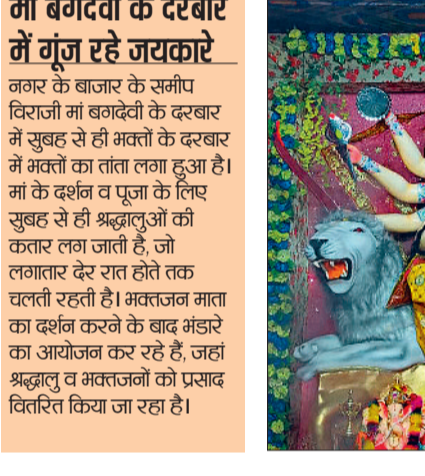 मां बगदेवी के दरबार
में गूंज रहे जयकारे
नगर के बाजार के समीप
विराजी मां बगदेवी के दरबार
में सुबह से ही भक्तों के दरबार
में भक्तों का तांता लगा हुआ है।
मां के दर्शन व पूजा के लिए
सुबह से ही श्रद्धालुओं की
कतार लग जाती है, जो
लगातार देर रात होते तक
चलती रहती है। भक्तजन माता
का दर्शन करने के बाद भंडारे
का आयोजन कर रहे हैं, जहां
श्रद्धालु व भक्तजनों को प्रसाद
वितरित किया जा रहा है।